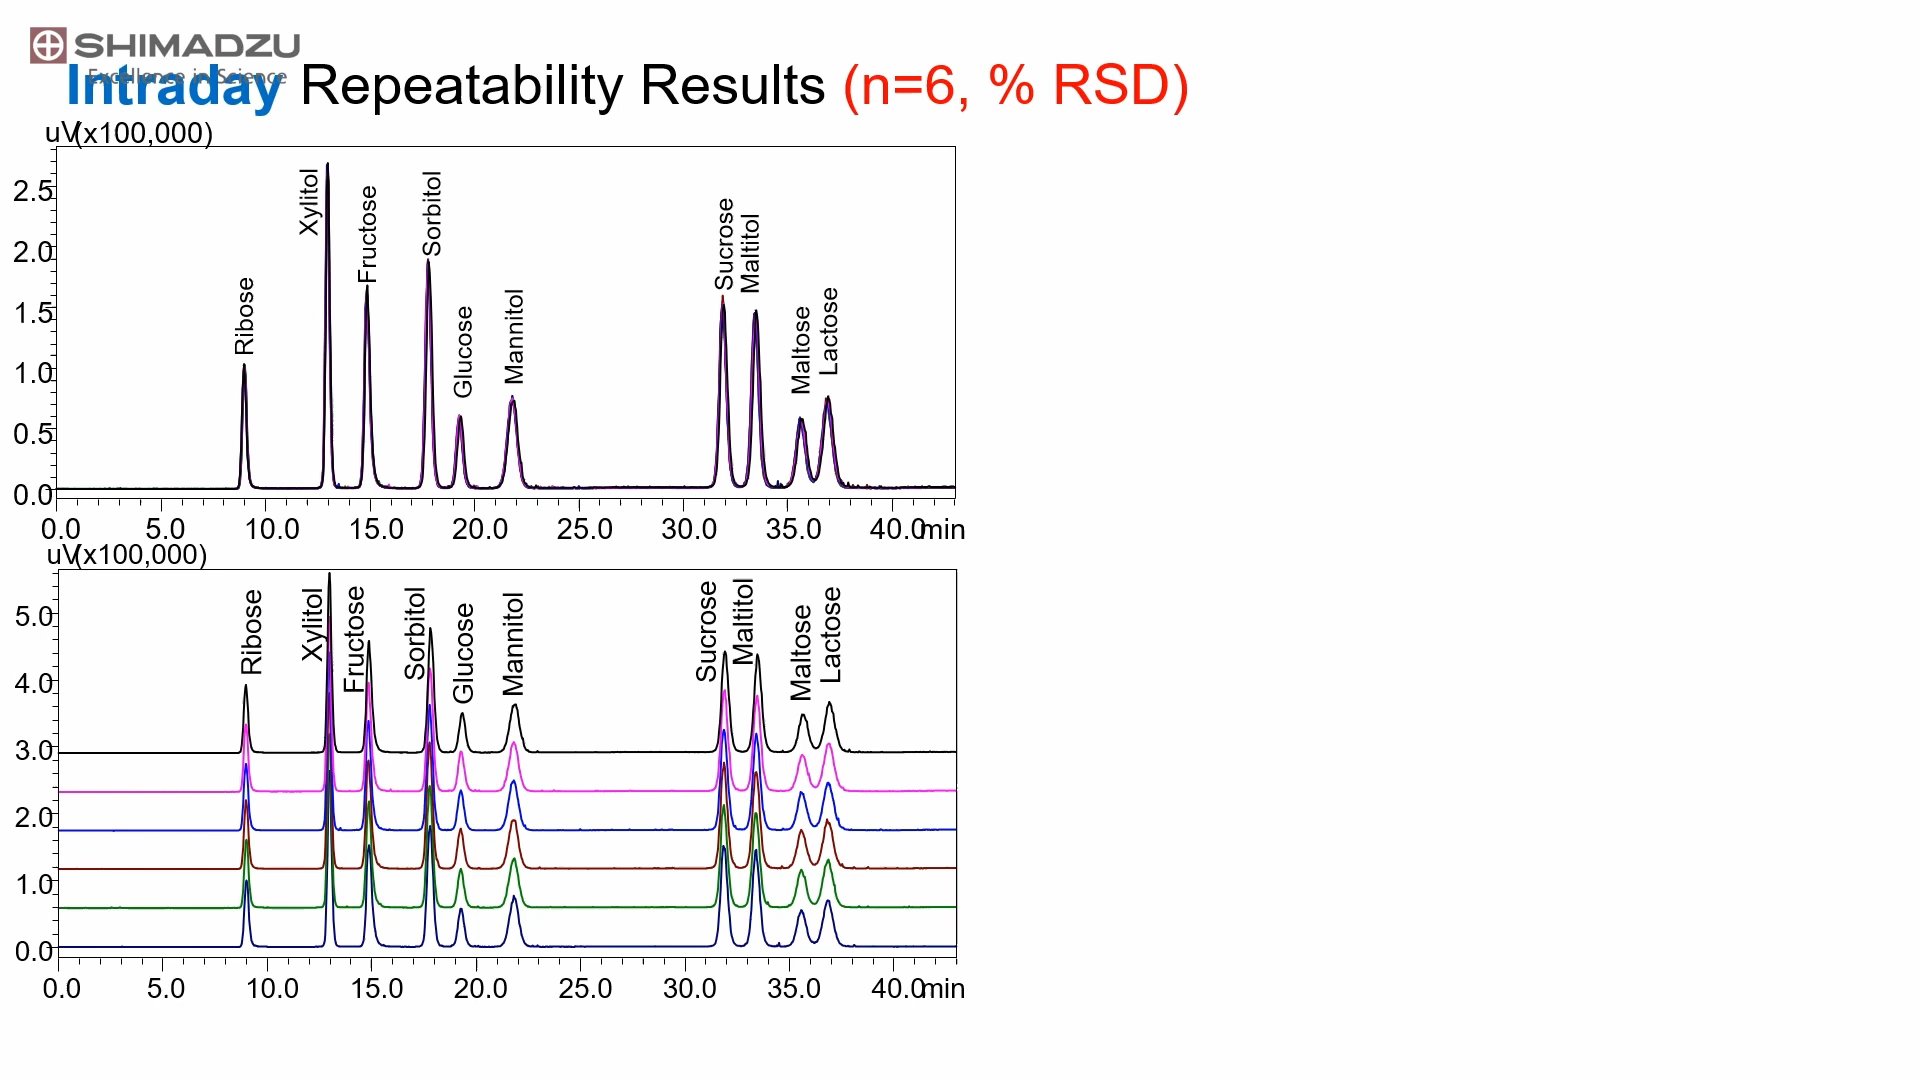 SHIMADZU
Excellence in Science
Intraday Repeatability Results (n=6, % RSD)
uV(x100,000)
2.5
2.0
1.5
1.0
0.5
0.0
Ribose
Xylitol
Fructose
Sorbitol
Glucose
Mannitol
Sucrose
Maltitol
Maltose
Lactose
0.0 5.0 10.0 15.0 20.0 25.0 30.0 35.0 40.0 min
uV(x100,000)
5.0
4.0
3.0
2.0
1.0
0.0
Ribose
Xylitol
Fructose
Sorbitol
Glucose
Mannitol
Sucrose
Maltitol
Maltose
Lactose
0.0 5.0 10.0 15.0 20.0 25.0 30.0 35.0 40.0 min